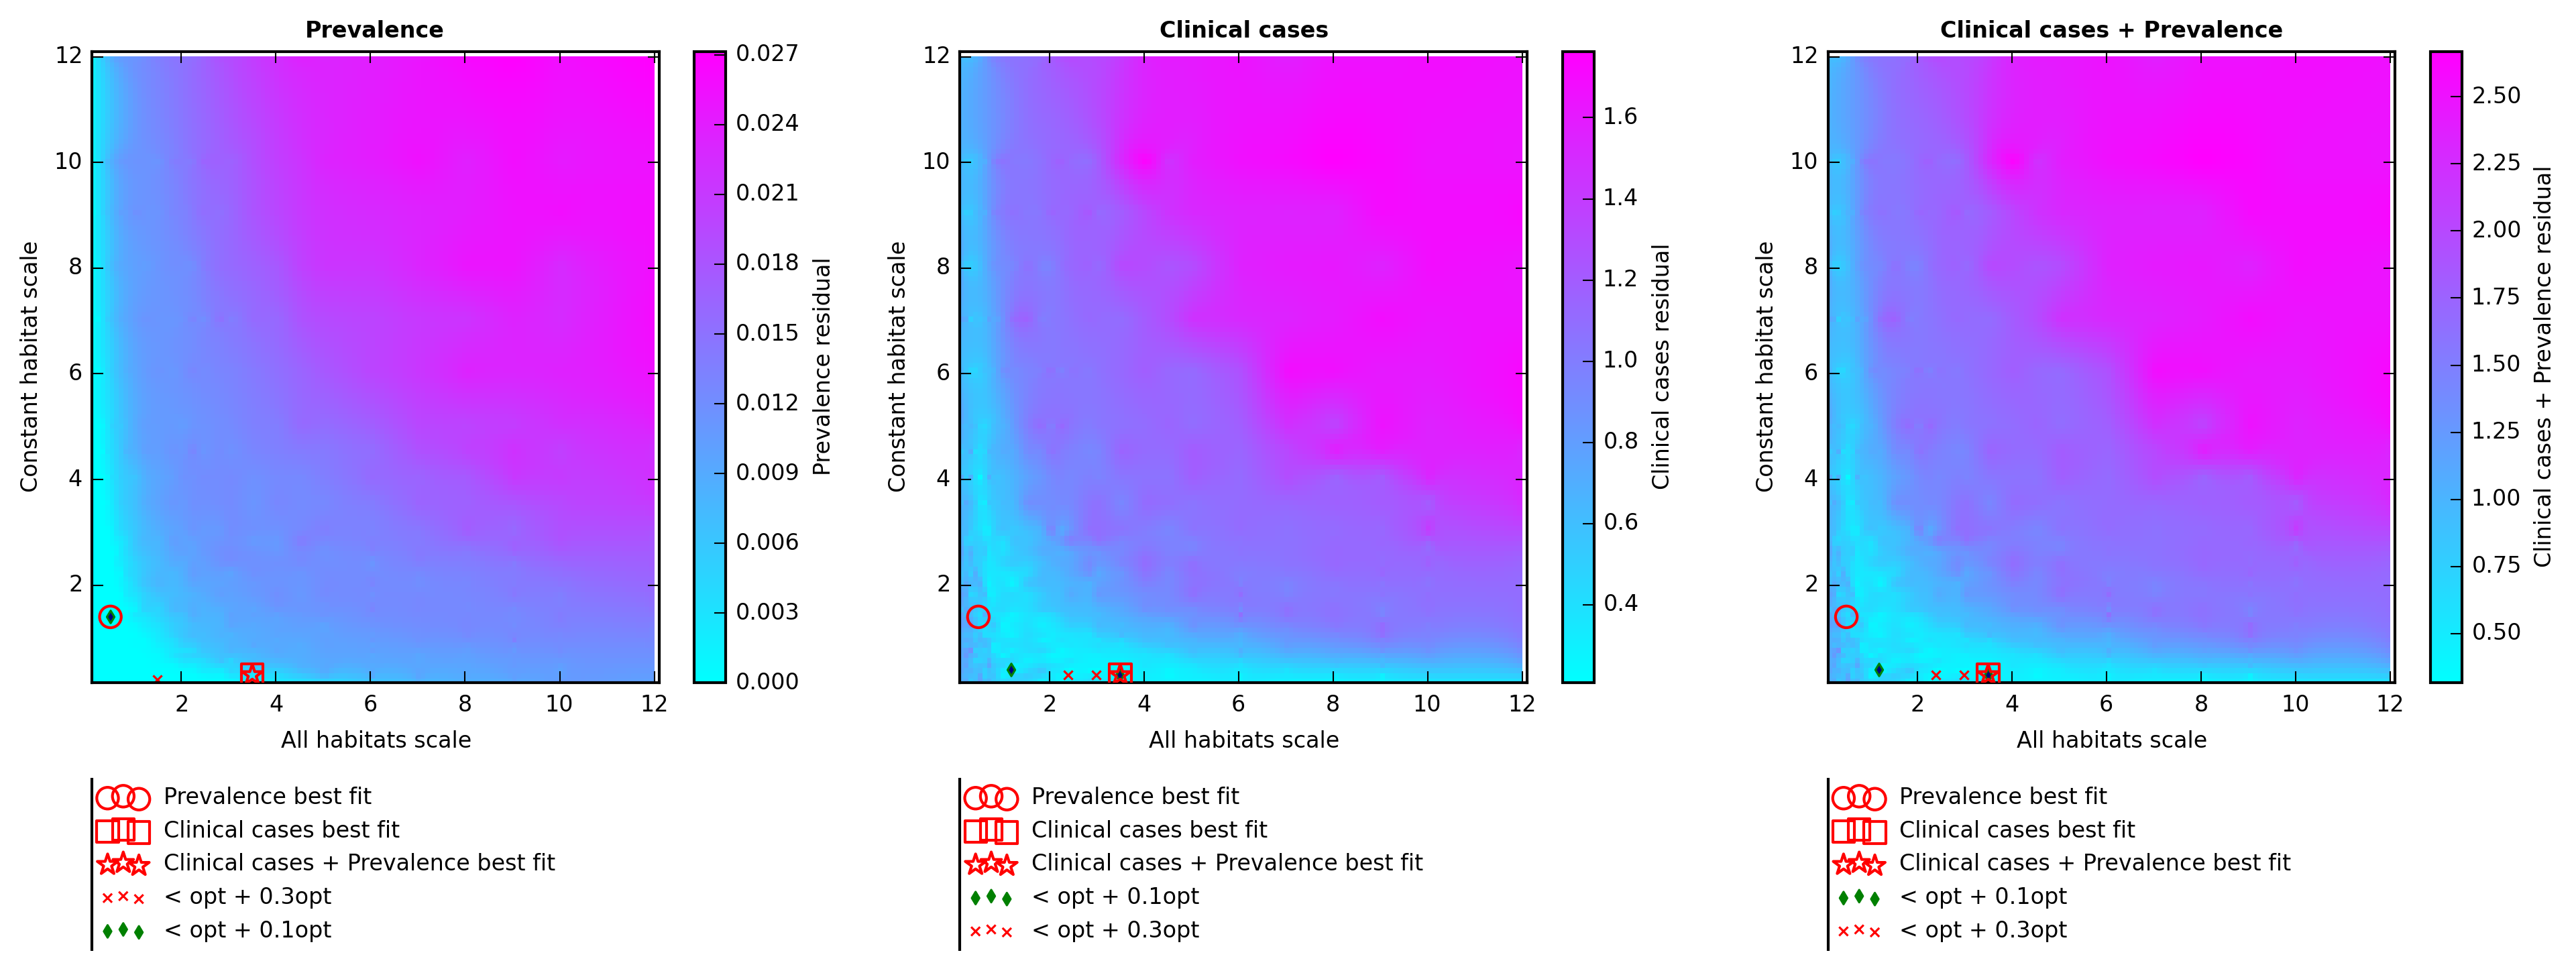 Prevalence
12
10
8
6
4
2
Constant habitat scale
2 4 6 8 10 12
All habitats scale
0.027
0.024
0.021
0.018
0.015
0.012
0.009
0.006
0.003
0.000
Prevalence residual
Prevalence best fit
Clinical cases best fit
Clinical cases + Prevalence best fit
< opt + 0.3opt
< opt + 0.1opt
Clinical cases
12
10
8
6
4
2
Constant habitat scale
2 4 6 8 10 12
All habitats scale
1.6
1.4
1.2
1.0
0.8
0.6
0.4
Clinical cases residual
Prevalence best fit
Clinical cases best fit
Clinical cases + Prevalence best fit
< opt + 0.1opt
< opt + 0.3opt
Clinical cases + Prevalence
12
10
8
6
4
2
Constant habitat scale
2 4 6 8 10 12
All habitats scale
2.50
2.25
2.00
1.75
1.50
1.25
1.00
0.75
0.50
Clinical cases + Prevalence residual
Prevalence best fit
Clinical cases best fit
Clinical cases + Prevalence best fit
< opt + 0.1opt
< opt + 0.3opt